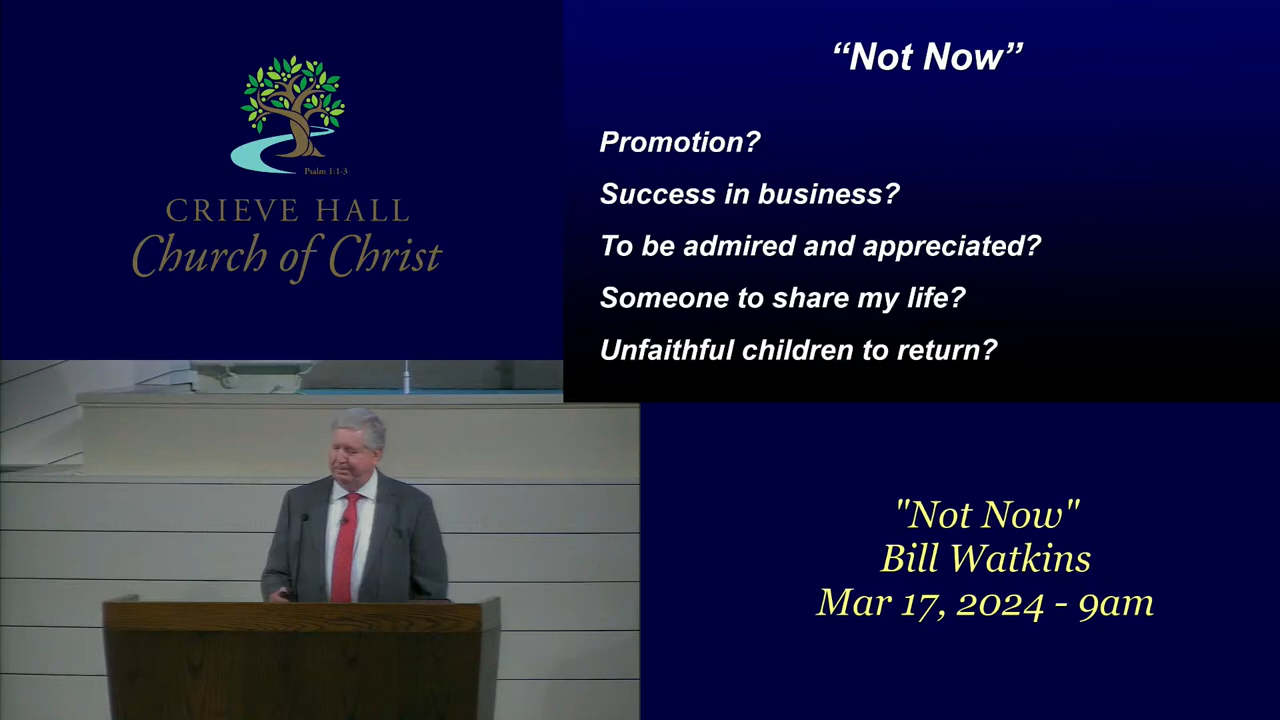 Psalm 1:1-3
CRIEVE HALL
Church of Christ
“Not Now”
Promotion?
Success in business?
To be admired and appreciated?
Someone to share my life?
Unfaithful children to return?
"Not Now"
Bill Watkins
Mar 17, 2024 - 9am